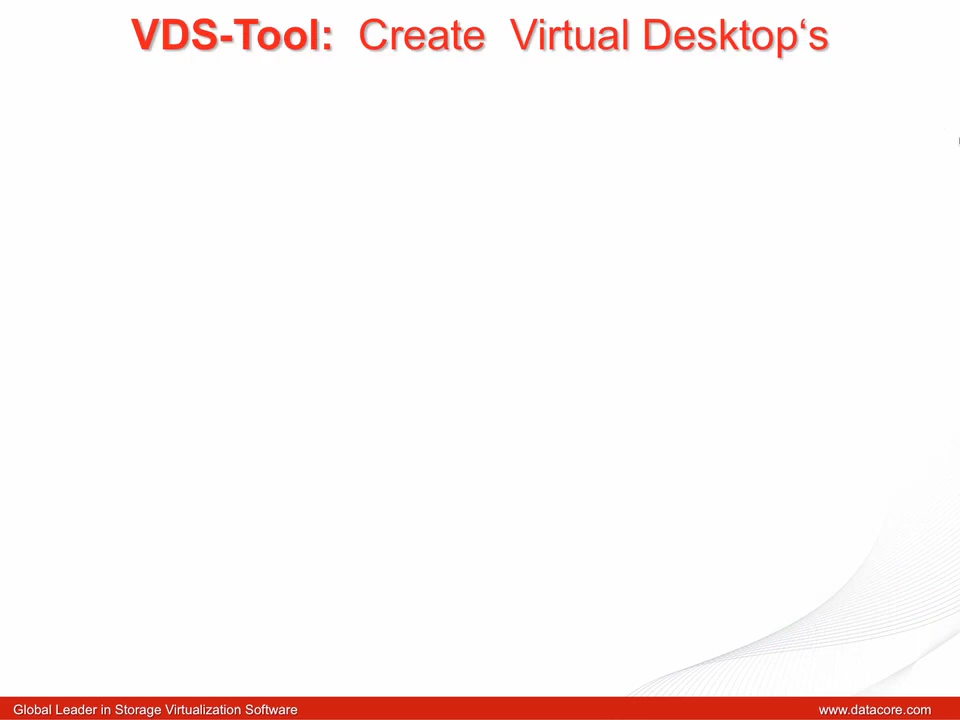 VDS-Tool: Create Virtual Desktop‘s
Global Leader in Storage Virtualization Software
www.datacore.com